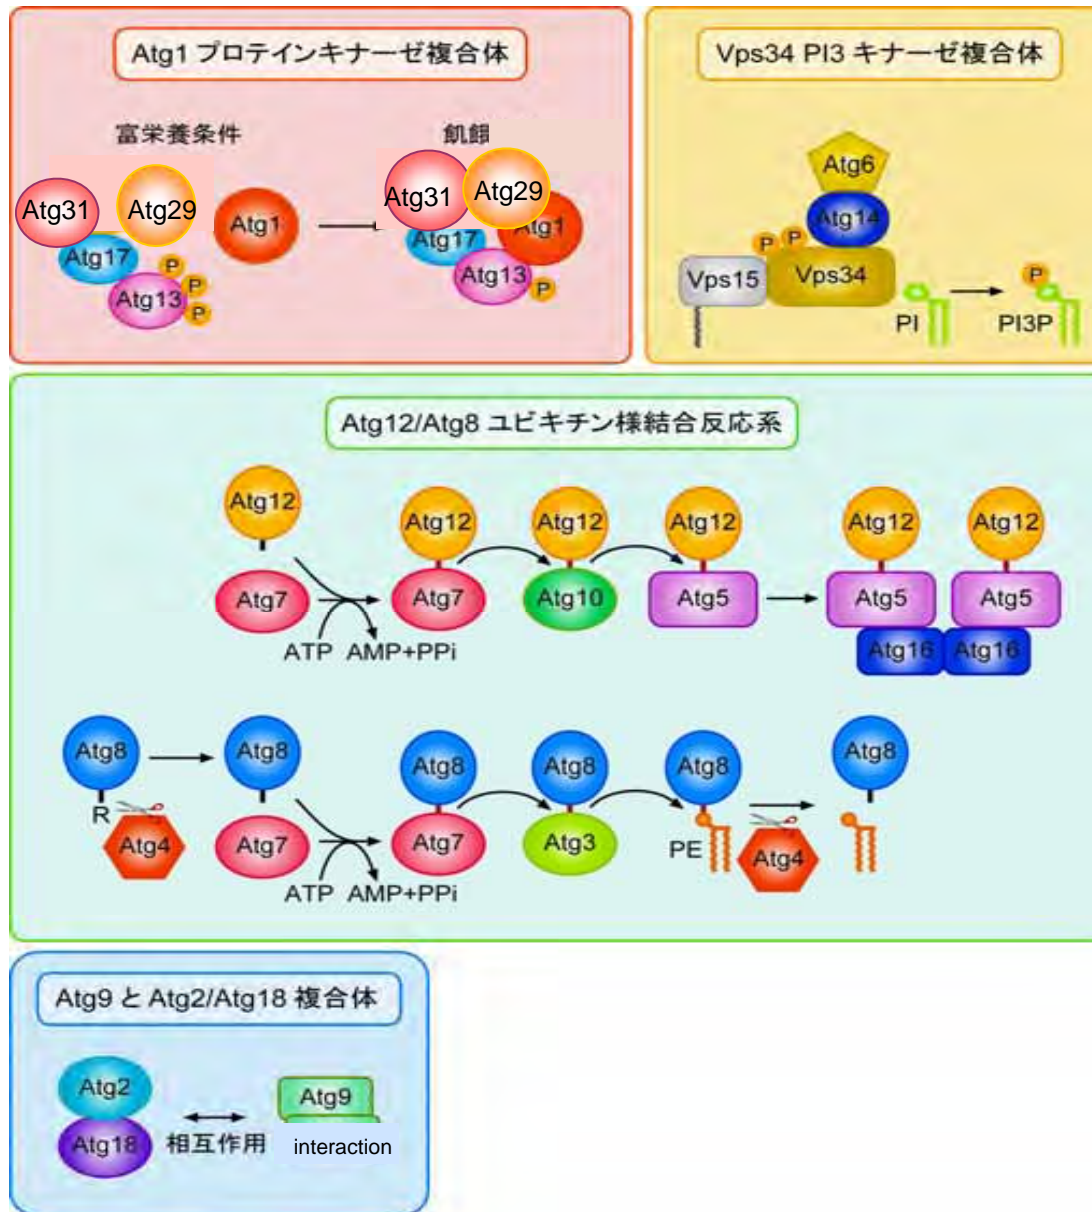 Atg1 プロテインキナーゼ複合体
富栄養条件
飢餓
Atg31
Atg29
Atg1
Atg17
Atg13
P
P
P
Atg31
Atg29
Atg1
Atg17
Atg13
P
Vps34 PI3 キナーゼ複合体
Atg6
Atg14
P
P
Vps15
Vps34
PI
P
PI3P
Atg12/Atg8 ユビキチン様結合反応系
Atg12
Atg12
Atg12
Atg12
Atg12
Atg12
Atg7
Atg7
Atg10
Atg5
Atg5
Atg5
ATP
AMP+PPi
Atg16
Atg16
Atg8
Atg8
Atg8
Atg8
Atg8
Atg8
R
Atg4
Atg7
Atg7
Atg3
PE
Atg4
ATP
AMP+PPi
Atg9 と Atg2/Atg18 複合体
Atg2
Atg9
Atg18
相互作用
interaction